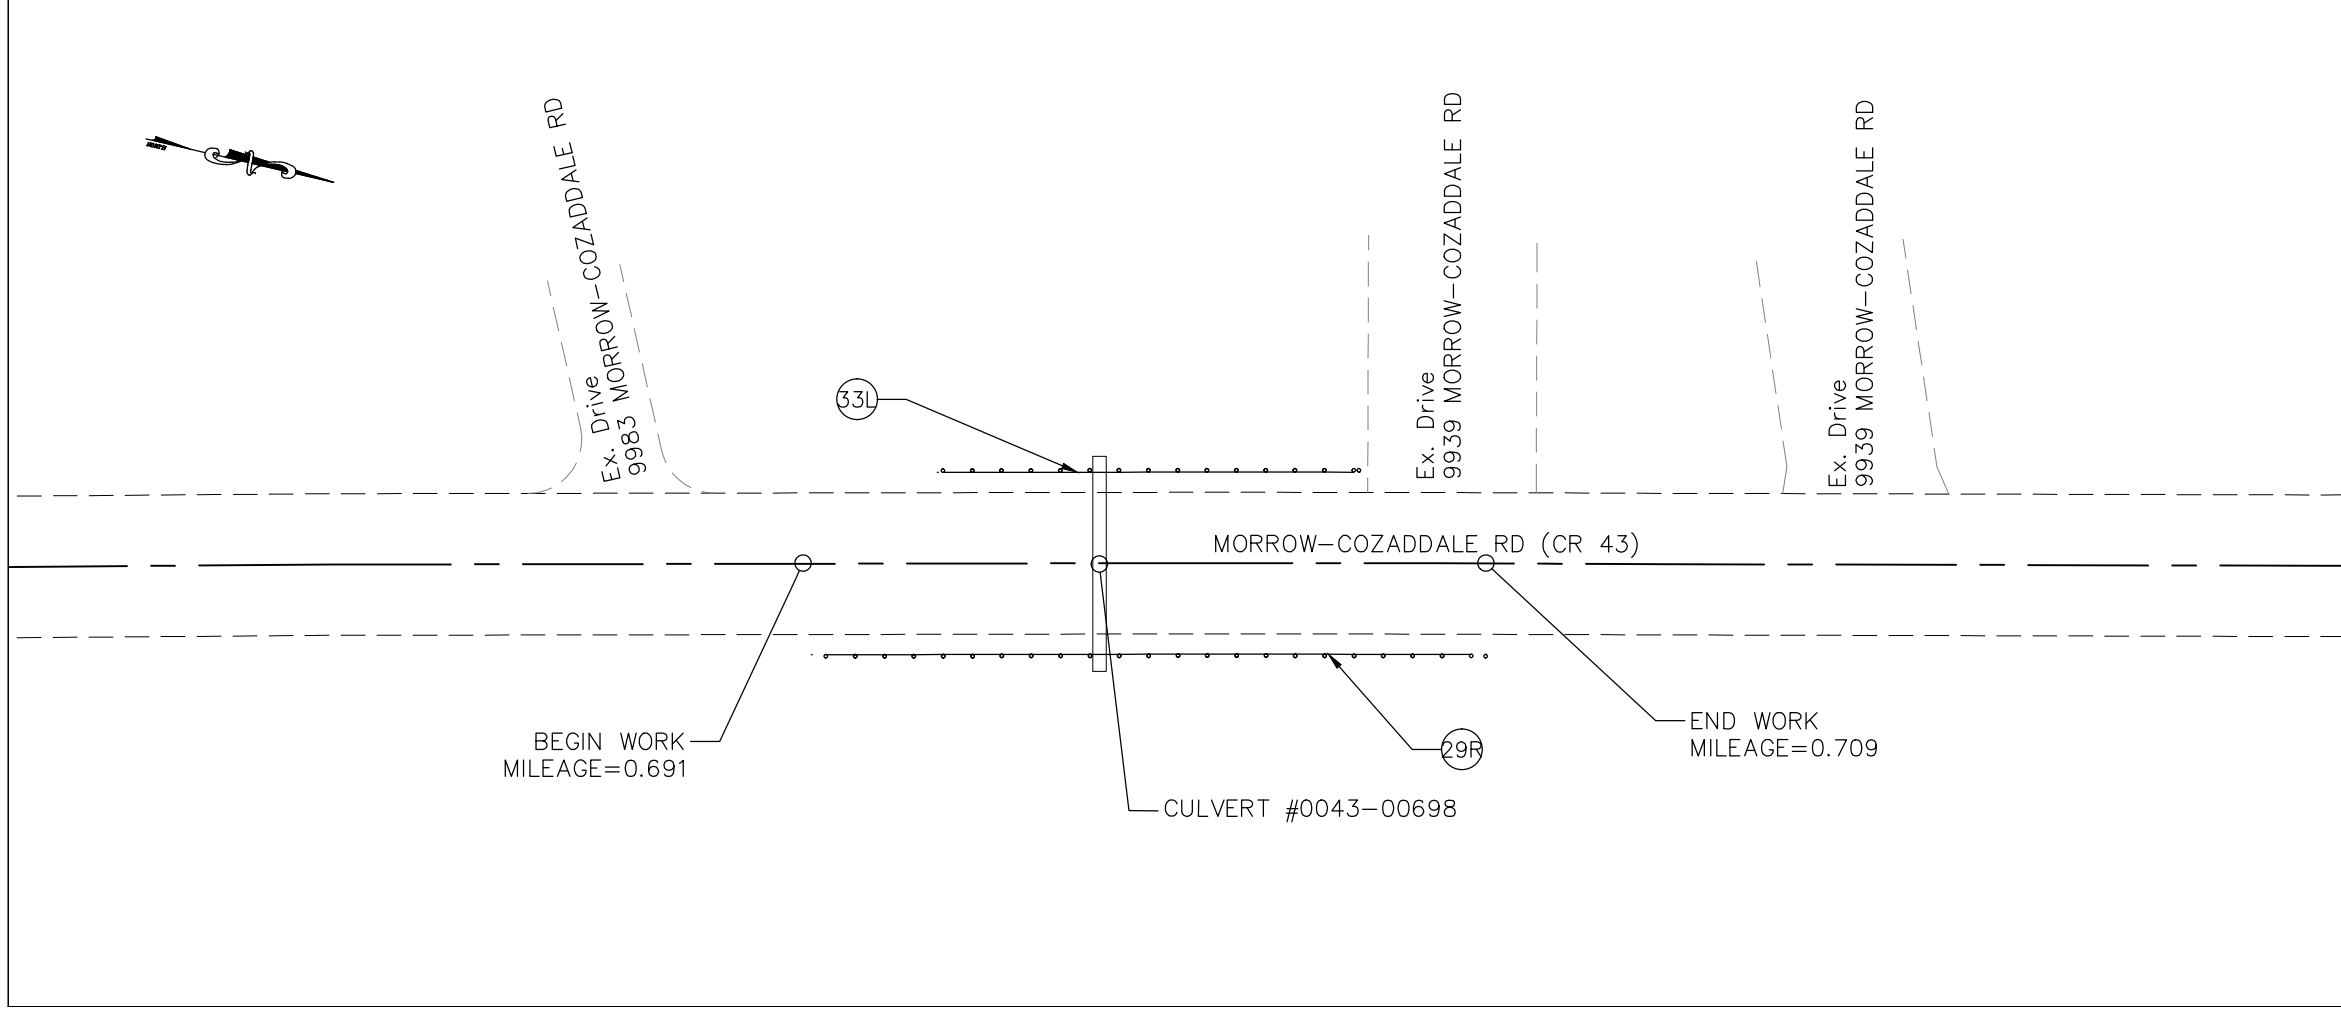 NORTH
Ex. Drive
9983 MORROW-COZADDALE RD
Ex. Drive
9939 MORROW-COZADDALE RD
Ex. Drive
9939 MORROW-COZADDALE RD
33L
MORROW-COZADDALE RD (CR 43)
BEGIN WORK
MILEAGE=0.691
29R
END WORK
MILEAGE=0.709
CULVERT #0043-00698